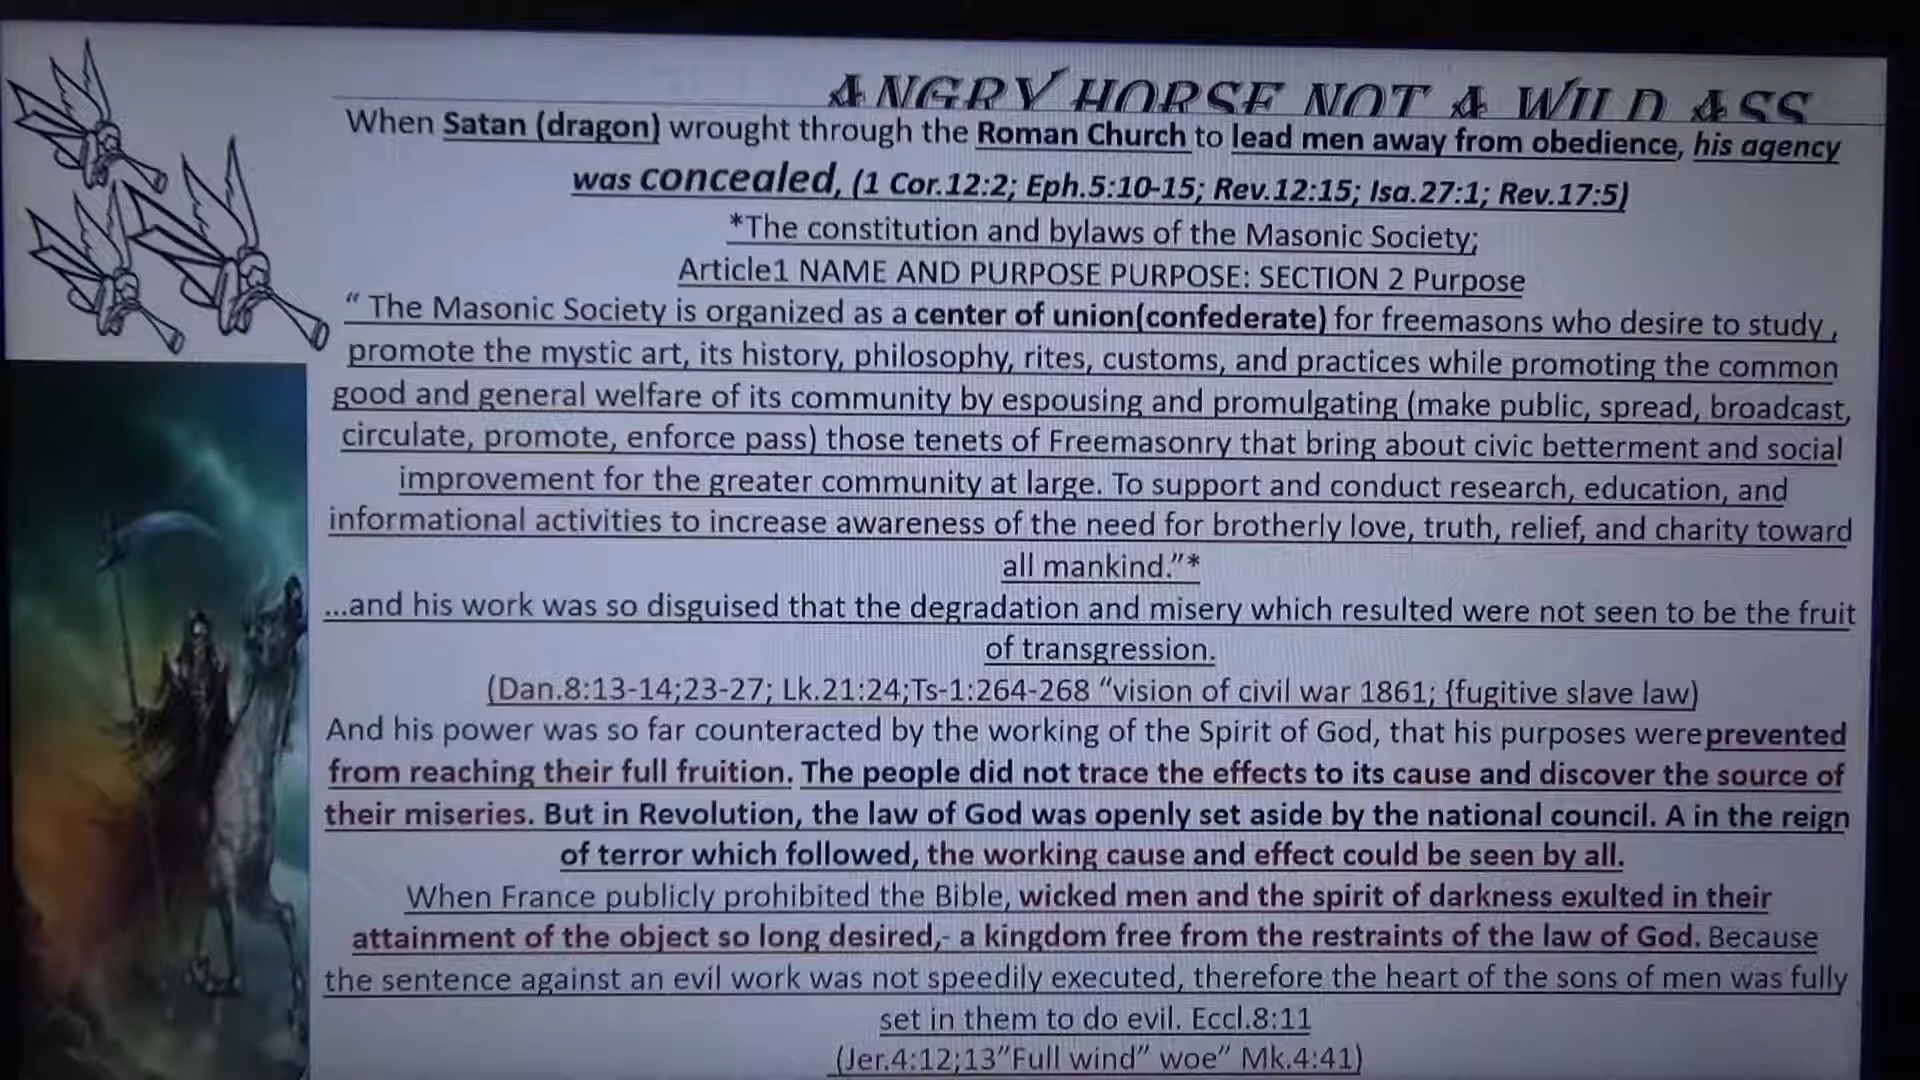 ANGRY HORSE NOT A WILD ASS
When Satan (dragon) wrought through the Roman Church to lead men away from obedience, his agency
was concealed, (1 Cor.12:2; Eph.5:10-15; Rev.12:15; Isa.27:1; Rev.17:5)
*The constitution and bylaws of the Masonic Society;
Article1 NAME AND PURPOSE PURPOSE: SECTION 2 Purpose
“ The Masonic Society is organized as a center of union(confederate) for freemasons who desire to study ,
promote the mystic art, its history, philosophy, rites, customs, and practices while promoting the common
good and general welfare of its community by espousing and promulgating (make public, spread, broadcast,
circulate, promote, enforce pass) those tenets of Freemasonry that bring about civic betterment and social
improvement for the greater community at large. To support and conduct research, education, and
informational activities to increase awareness of the need for brotherly love, truth, relief, and charity toward
all mankind.”*
...and his work was so disguised that the degradation and misery which resulted were not seen to be the fruit
of transgression.
(Dan.8:13-14;23-27; Lk.21:24;Ts-1:264-268 “vision of civil war 1861; {fugitive slave law)
And his power was so far counteracted by the working of the Spirit of God, that his purposes were prevented
from reaching their full fruition. The people did not trace the effects to its cause and discover the source of
their miseries. But in Revolution, the law of God was openly set aside by the national council. A in the reign
of terror which followed, the working cause and effect could be seen by all.
When France publicly prohibited the Bible, wicked men and the spirit of darkness exulted in their
attainment of the object so long desired,- a kingdom free from the restraints of the law of God. Because
the sentence against an evil work was not speedily executed, therefore the heart of the sons of men was fully
set in them to do evil. Eccl.8:11
(Jer.4:12;13”Full wind” woe” Mk.4:41)